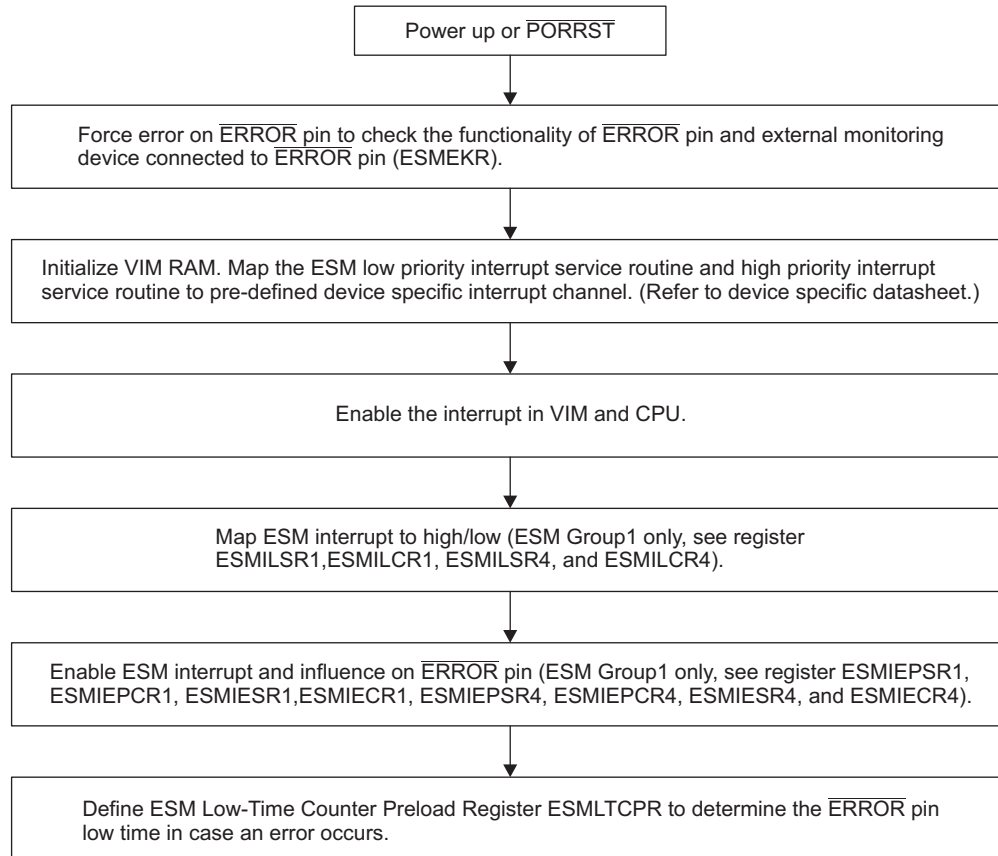 Power up or PORRST
Force error on ERROR pin to check the functionality of ERROR pin and external monitoring
device connected to ERROR pin (ESMEKR).
Initialize VIM RAM. Map the ESM low priority interrupt service routine and high priority interrupt
service routine to pre-defined device specific interrupt channel. (Refer to device specific datasheet.)
Enable the interrupt in VIM and CPU.
Map ESM interrupt to high/low (ESM Group1 only, see register
ESMILSR1,ESMILCR1, ESMILSR4, and ESMILCR4).
Enable ESM interrupt and influence on ERROR pin (ESM Group1 only, see register ESMIEPSR1,
ESMIEPCR1, ESMIESR1,ESMIECR1, ESMIEPSR4, ESMIEPCR4, ESMIESR4, and ESMIECR4).
Define ESM Low-Time Counter Preload Register ESMLTCPR to determine the ERROR pin
low time in case an error occurs.